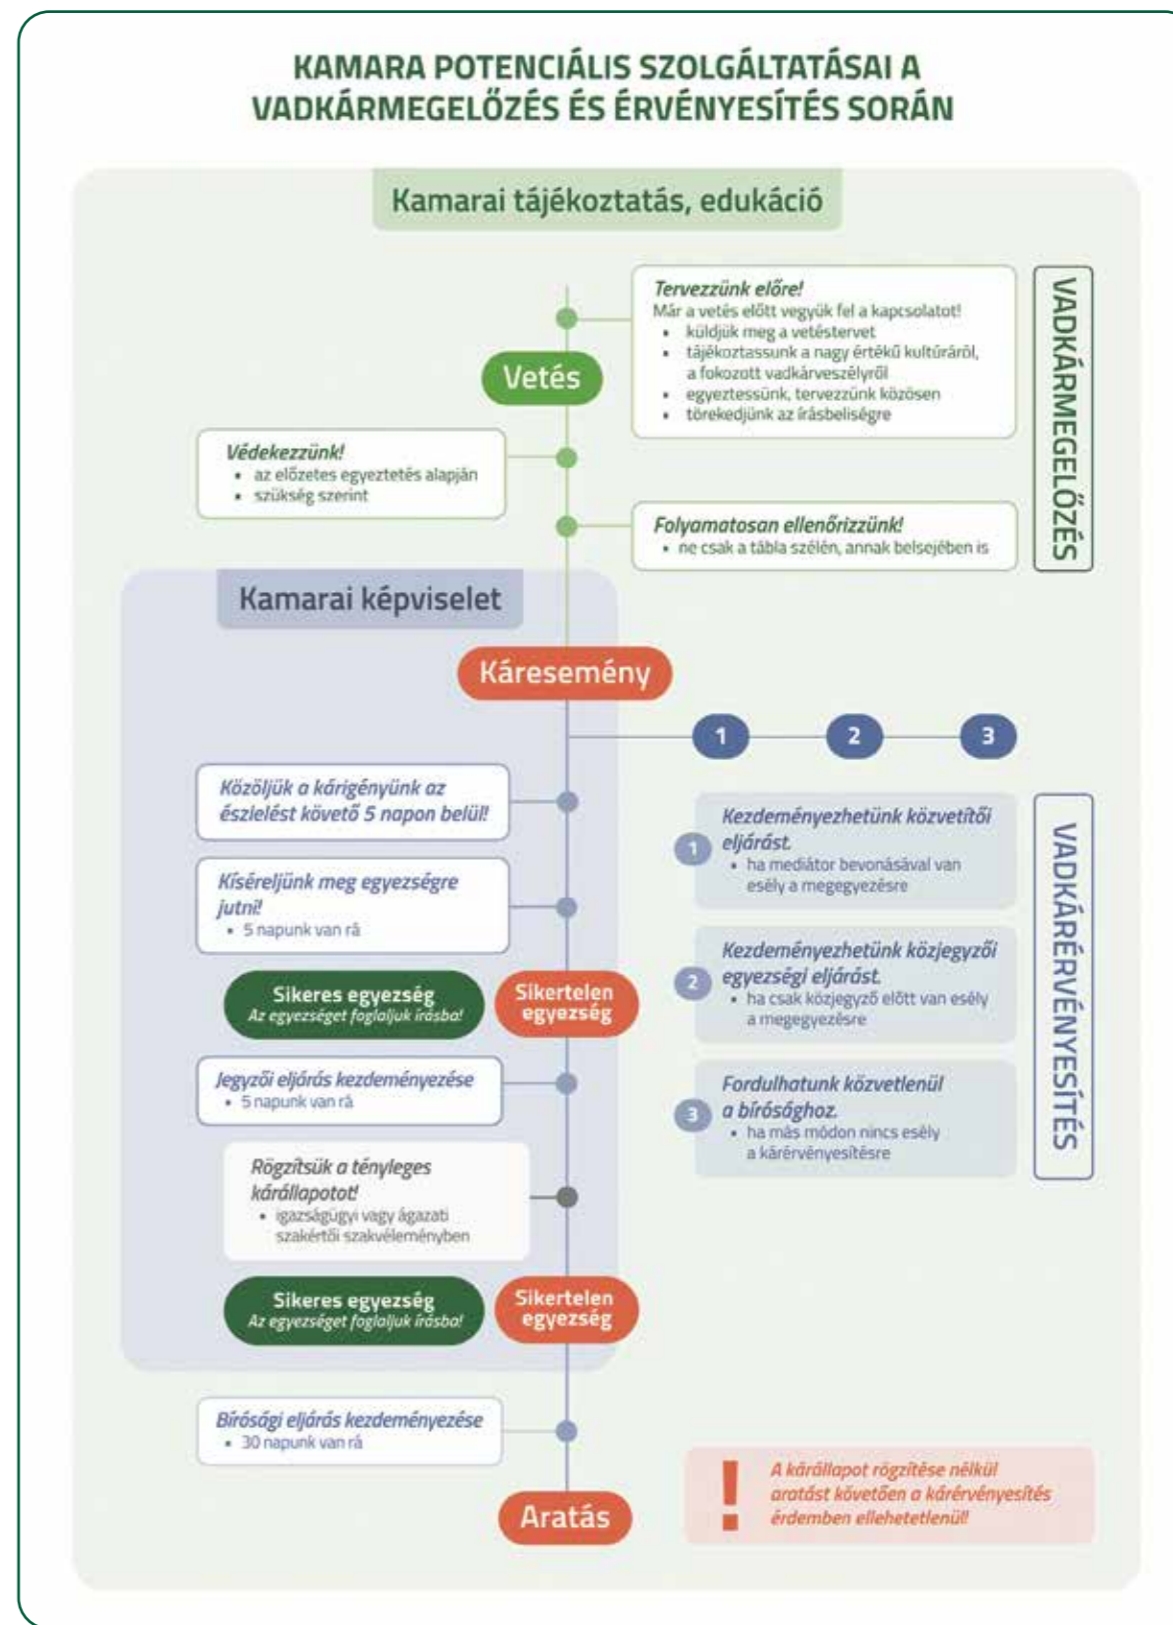 KAMARA POTENCIÁLIS SZOLGÁLTATÁSAI A
VADKÁRMEGELŐZÉS ÉS ÉRVÉNYESÍTÉS SORÁN
Kamarai tájékoztatás, edukáció
Tervezzünk előre!
Már a vetés előtt vegyük fel a kapcsolatot!
• küldjük meg a vetéstervet
• tájékoztassunk a nagy értékű kultúráról,
a fokozott vadkárveszélyről
• egyeztessünk, tervezzünk közösen
• törekedjünk az írásbeliségre
Vetés
VADKÁRMEGELŐZÉS
Védekezzünk!
• az előzetes egyeztetés alapján
• szükség szerint
Folyamatosan ellenőrizzünk!
• ne csak a tábla szélén, annak belsejében is
Kamarai képviselet
Káresemény
1
2
3
Közöljük a kárigényünk az
észlelést követő 5 napon belül!
Kíséreljünk meg egyezségre
jutni!
• 5 napunk van rá
Sikeres egyezség
Az egyezséget foglaljuk írásba!
Sikertelen
egyezség
Jegyzői eljárás kezdeményezése
• 5 napunk van rá
Rögzítsük a tényleges
kárállapotot!
• igazságügyi vagy ágazati
szakértői szakvéleményben
Sikeres egyezség
Az egyezséget foglaljuk írásba!
Sikertelen
egyezség
Bírósági eljárás kezdeményezése
• 30 napunk van rá
Aratás
1
Kezdeményezhetünk közvetítői
eljárást.
• ha mediátor bevonásával van
esély a megegyezésre
2
Kezdeményezhetünk közjegyzői
egyezségi eljárást.
• ha csak közjegyző előtt van esély
a megegyezésre
3
Fordulhatunk közvetlenül
a bírósághoz.
• ha más módon nincs esély
a kárérvényesítésre
VADKÁRÉRVÉNYESÍTÉS
!
A kárállapot rögzítése nélkül
aratást követően a kárérvényesítés
érdemben ellehetetlenül!